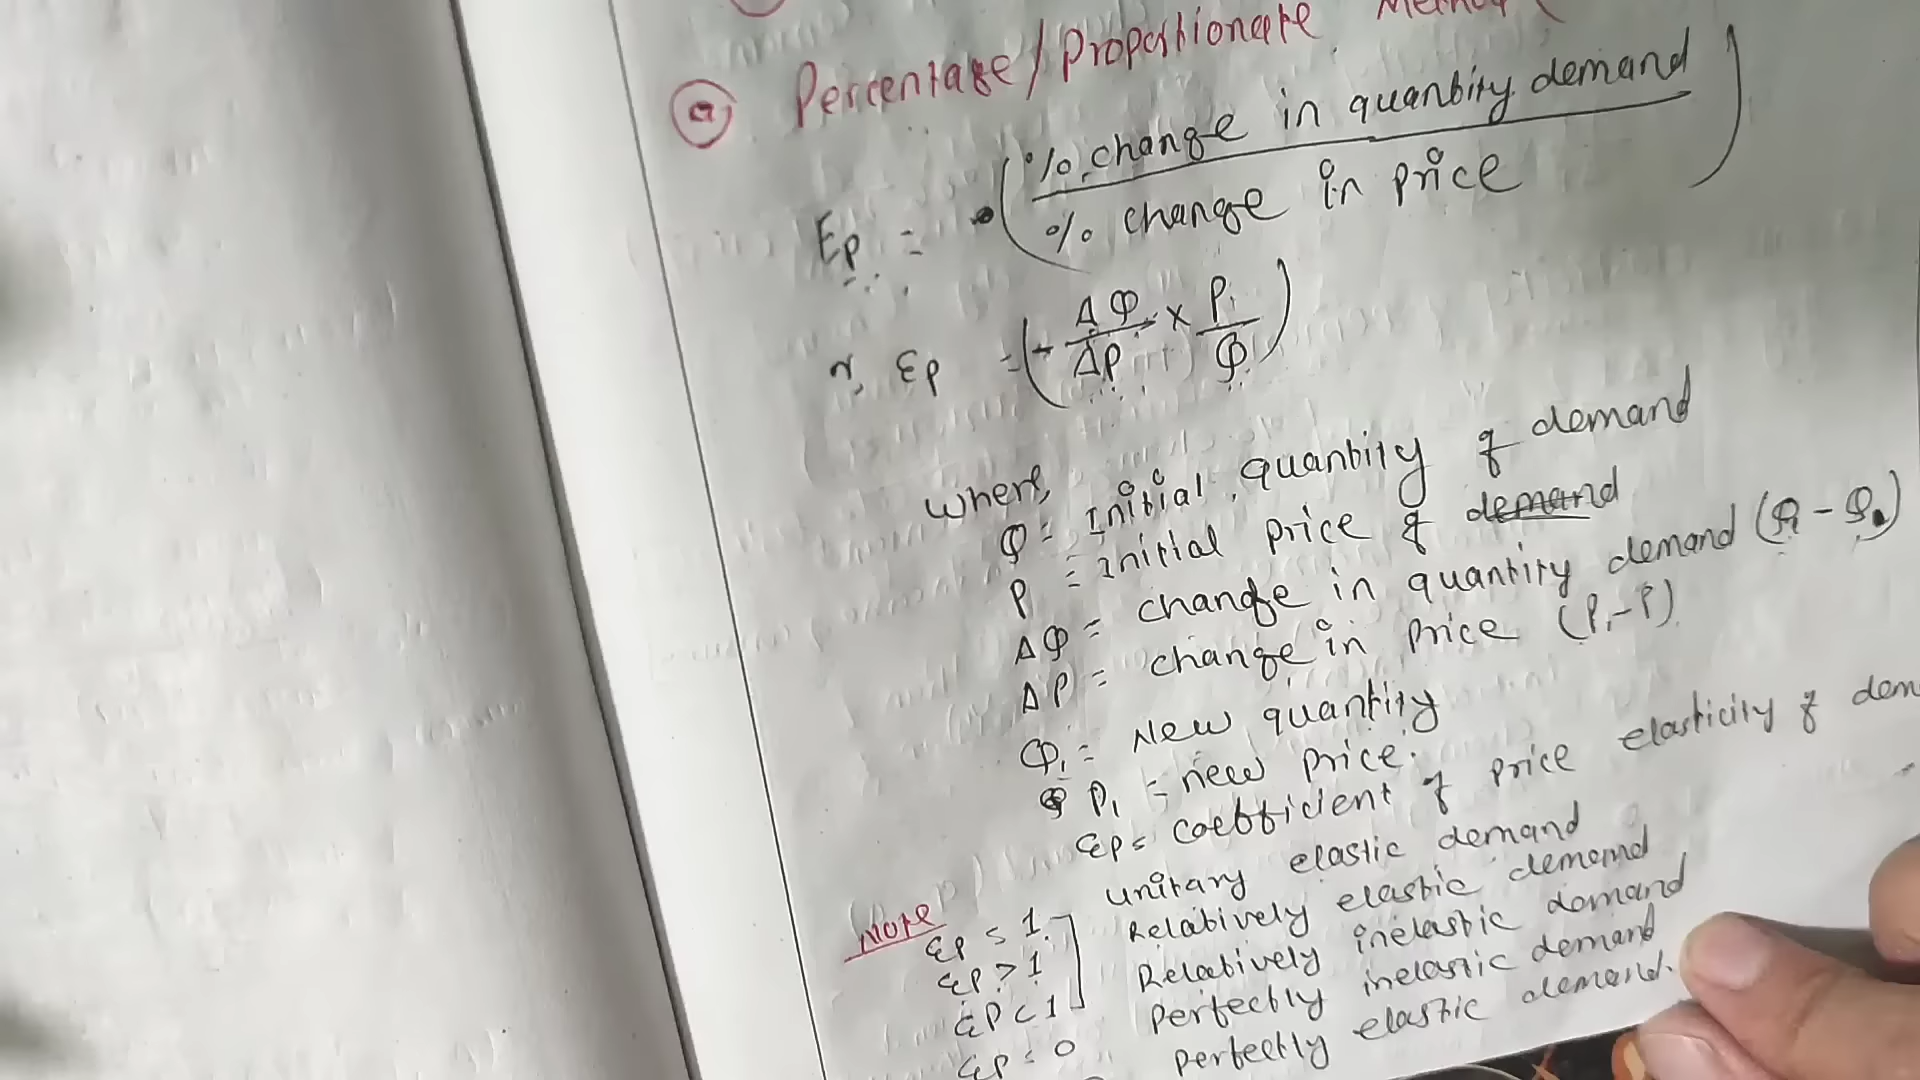 (a) Percentage/Proportionate Method
Ep = (% change in quantity demand / % change in price)
or, Ep = (- ΔQ/ΔP × P/Q)
where,
Q = Initial quantity of demand
P = initial price of demand
ΔQ = change in quantity demand (Q1 - Q)
ΔP = change in price (P1 - P)
Q1 = New quantity
P1 = new price.
Ep = coefficient of price elasticity of dem
Note
Ep = 1 unitary elastic demand
Ep > 1 Relatively elastic demand
Ep < 1 Relatively inelastic demand
Ep = 0 Perfectly inelastic demand
Perfectly elastic demand.